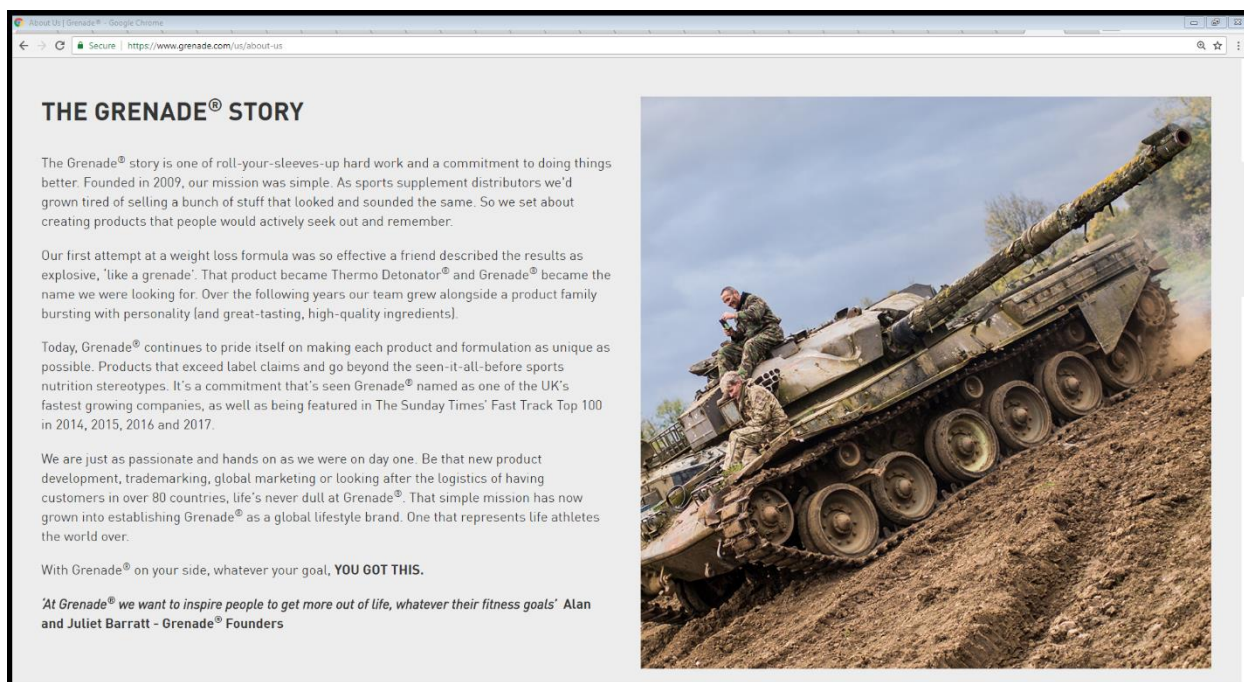 About Us | Grenade® - Google Chrome
Secure | https://www.grenade.com/us/about-us
THE GRENADE® STORY
The Grenade® story is one of roll-your-sleeves-up hard work and a commitment to doing things
better. Founded in 2009, our mission was simple. As sports supplement distributors we'd
grown tired of selling a bunch of stuff that looked and sounded the same. So we set about
creating products that people would actively seek out and remember.
Our first attempt at a weight loss formula was so effective a friend described the results as
explosive, 'like a grenade'. That product became Thermo Detonator® and Grenade® became the
name we were looking for. Over the following years our team grew alongside a product family
bursting with personality (and great-tasting, high-quality ingredients).
Today, Grenade® continues to pride itself on making each product and formulation as unique as
possible. Products that exceed label claims and go beyond the seen-it-all-before sports
nutrition stereotypes. It's a commitment that's seen Grenade® named as one of the UK's
fastest growing companies, as well as being featured in The Sunday Times' Fast Track Top 100
in 2014, 2015, 2016 and 2017.
We are just as passionate and hands on as we were on day one. Be that new product
development, trademarking, global marketing or looking after the logistics of having
customers in over 80 countries, life's never dull at Grenade®. That simple mission has now
grown into establishing Grenade® as a global lifestyle brand. One that represents life athletes
the world over.
With Grenade® on your side, whatever your goal, YOU GOT THIS.
'At Grenade® we want to inspire people to get more out of life, whatever their fitness goals' Alan
and Juliet Barratt - Grenade® Founders